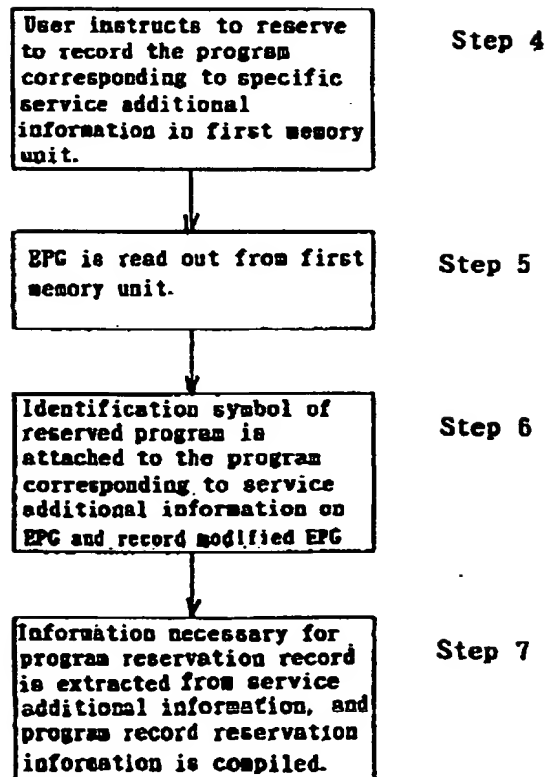 User instructs to reserve
to record the program
corresponding to specific
service additional
information in first memory
unit.
Step 4
EPG is read out from first
memory unit.
Step 5
Identification symbol of
reserved program is
attached to the program
corresponding to service
additional information on
EPG and record modified EPG
Step 6
Information necessary for
program reservation record
is extracted from service
additional information, and
program record reservation
information is compiled.
Step 7